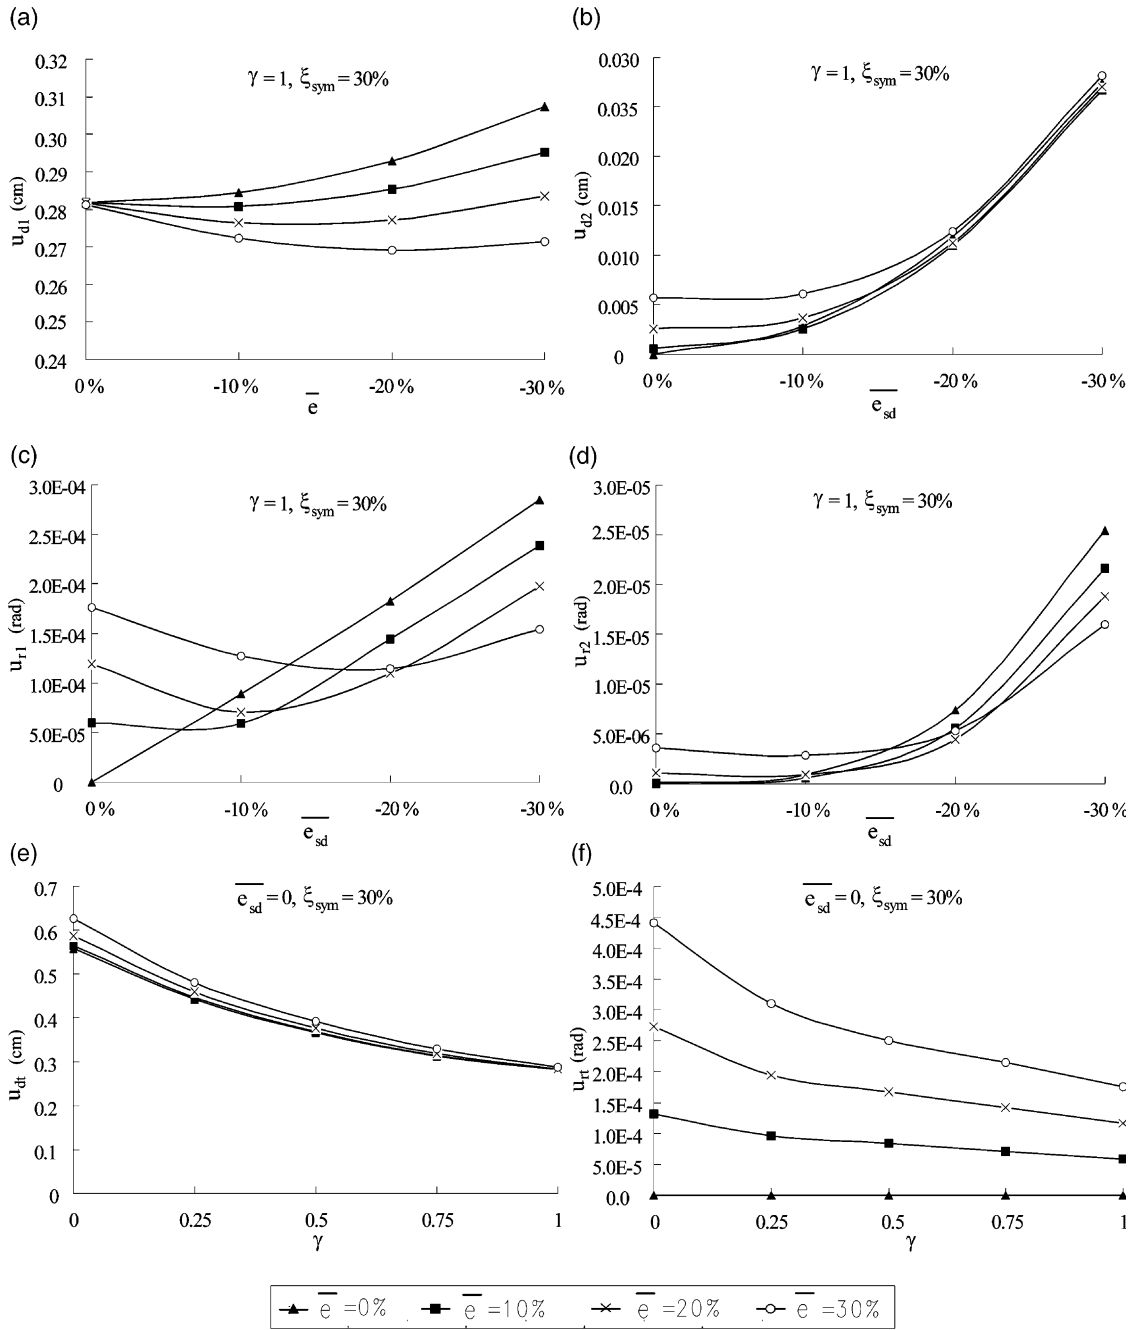 (a)
γ = 1, ξsym = 30%
0.32
0.31
0.30
0.29
0.28
0.27
0.26
0.25
0.24
ud1 (cm)
0% -10% -20% -30%
e̅
(b)
γ = 1, ξsym = 30%
0.030
0.035
0.030
0.015
0.010
0.005
0
ud2 (cm)
0% -10% -20% -30%
e̅sd
(c)
γ = 1, ξsym = 30%
3.0E-04
2.5E-04
2.0E-04
1.5E-04
1.0E-04
5.0E-05
0
ur1 (rad)
0% -10% -20% -30%
e̅sd
(d)
γ = 1, ξsym = 30%
3.0E-05
2.5E-05
2.0E-05
1.5E-05
1.0E-05
5.0E-06
0.0
ur2 (rad)
0% -10% -20% -30%
e̅sd
(e)
e̅sd = 0, ξsym = 30%
0.7
0.6
0.5
0.4
0.3
0.2
0.1
0
udt (cm)
0 0.25 0.5 0.75 1
γ
(f)
e̅sd = 0, ξsym = 30%
5.0E-4
4.5E-4
4.0E-4
3.5E-4
3.0E-4
2.5E-4
2.0E-4
1.5E-4
1.0E-4
5.0E-5
0.0
urt (rad)
0 0.25 0.5 0.75 1
γ
e̅ =0% e̅ =10% e̅ =20% e̅ =30%